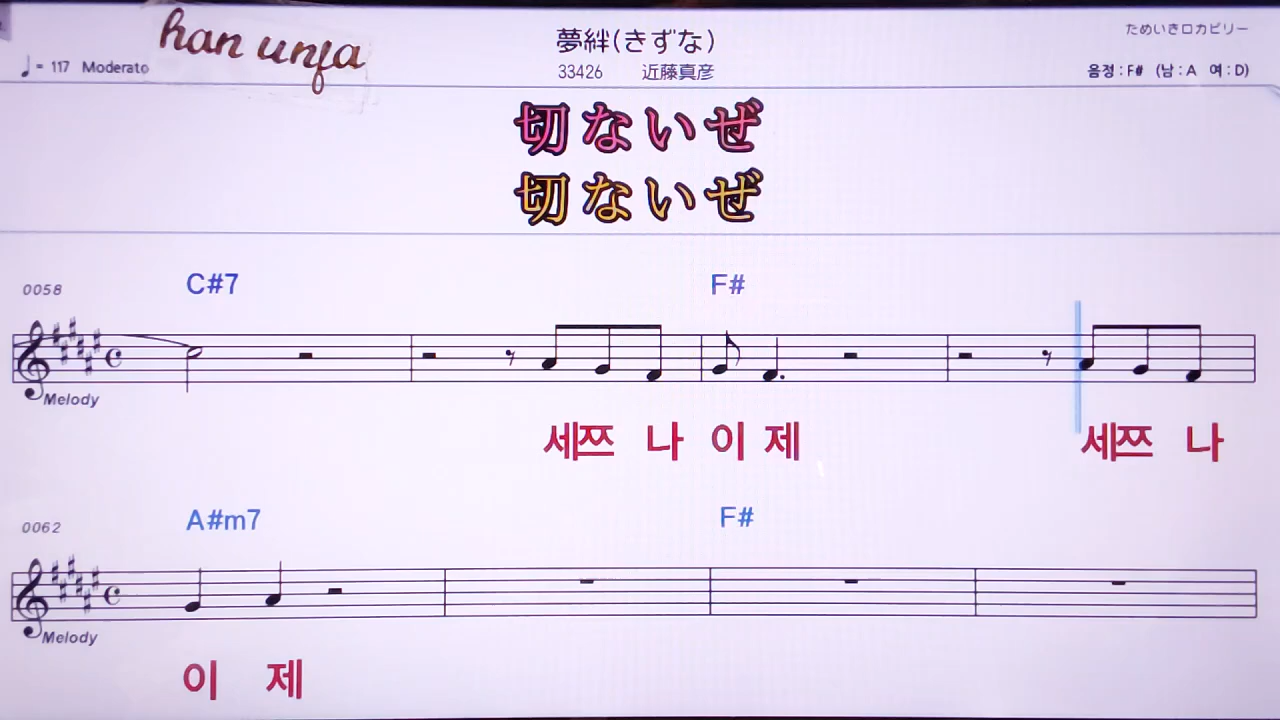 han unja
夢絆(きずな)
ためいきロカビリー
♩= 117 Moderato
33426 近藤真彦
음정 : F# (남 : A 여 : D)
切ないぜ
切ないぜ
0058 C#7 F#
Melody
세쯔 나 이 제 세쯔 나
0062 A#m7 F#
Melody
이 제